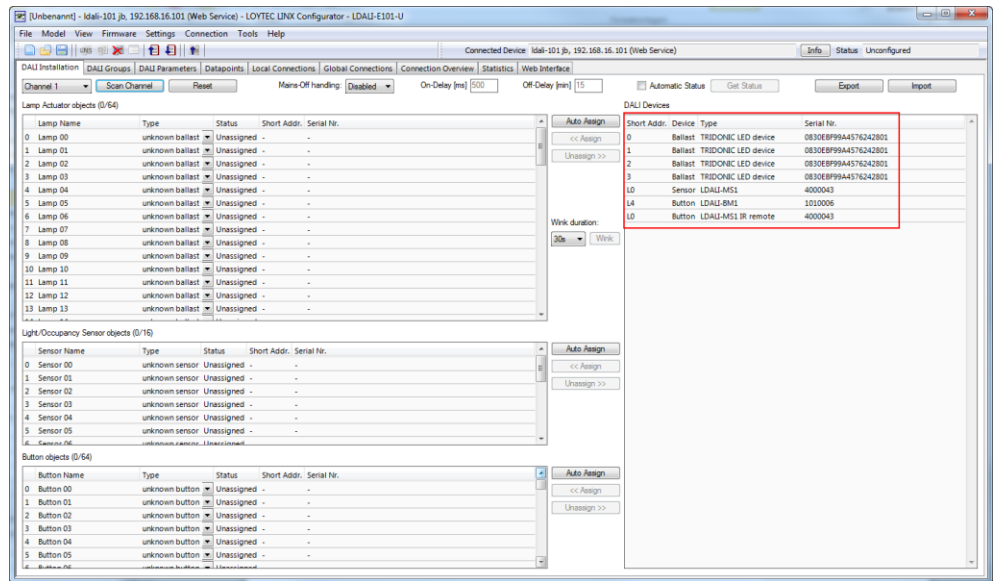 [Unbenannt] - ldali-101 jb, 192.168.16.101 (Web Service) - LOYTEC LINX Configurator - LDALI-E101-U
File Model View Firmware Settings Connection Tools Help
Connected Device ldali-101 jb, 192.168.16.101 (Web Service) Info Status Unconfigured
DALI Installation DALI Groups DALI Parameters Datapoints Local Connections Global Connections Connection Overview Statistics Web Interface
Channel 1 Scan Channel Reset Mains-Off handling: Disabled On-Delay [ms] 500 Off-Delay [min] 15 Automatic Status Get Status Export Import
Lamp Actuator objects (0/64)
Lamp Name Type Status Short Addr. Serial Nr.
0 Lamp 00 unknown ballast Unassigned - -
1 Lamp 01 unknown ballast Unassigned - -
2 Lamp 02 unknown ballast Unassigned - -
3 Lamp 03 unknown ballast Unassigned - -
4 Lamp 04 unknown ballast Unassigned - -
5 Lamp 05 unknown ballast Unassigned - -
6 Lamp 06 unknown ballast Unassigned - -
7 Lamp 07 unknown ballast Unassigned - -
8 Lamp 08 unknown ballast Unassigned - -
9 Lamp 09 unknown ballast Unassigned - -
10 Lamp 10 unknown ballast Unassigned - -
11 Lamp 11 unknown ballast Unassigned - -
12 Lamp 12 unknown ballast Unassigned - -
13 Lamp 13 unknown ballast Unassigned - -
Auto Assign
<< Assign
Unassign >>
Wink duration:
30s Wink
DALI Devices
Short Addr. Device Type Serial Nr.
0 Ballast TRIDONIC LED device 0830EBF99A4576242801
1 Ballast TRIDONIC LED device 0830EBF99A4576242801
2 Ballast TRIDONIC LED device 0830EBF99A4576242801
3 Ballast TRIDONIC LED device 0830EBF99A4576242801
L0 Sensor LDALI-MS1 4000043
L4 Button LDALI-BM1 1010006
L0 Button LDALI-MS1 IR remote 4000043
Light/Occupancy Sensor objects (0/16)
Sensor Name Type Status Short Addr. Serial Nr.
0 Sensor 00 unknown sensor Unassigned - -
1 Sensor 01 unknown sensor Unassigned - -
2 Sensor 02 unknown sensor Unassigned - -
3 Sensor 03 unknown sensor Unassigned - -
4 Sensor 04 unknown sensor Unassigned - -
5 Sensor 05 unknown sensor Unassigned - -
6 Sensor 06 unknown sensor Unassigned
Auto Assign
<< Assign
Unassign >>
Button objects (0/64)
Button Name Type Status Short Addr. Serial Nr.
0 Button 00 unknown button Unassigned - -
1 Button 01 unknown button Unassigned - -
2 Button 02 unknown button Unassigned - -
3 Button 03 unknown button Unassigned - -
4 Button 04 unknown button Unassigned - -
5 Button 05 unknown button Unassigned - -
6 Button 06 unknown button Unassigned
Auto Assign
<< Assign
Unassign >>